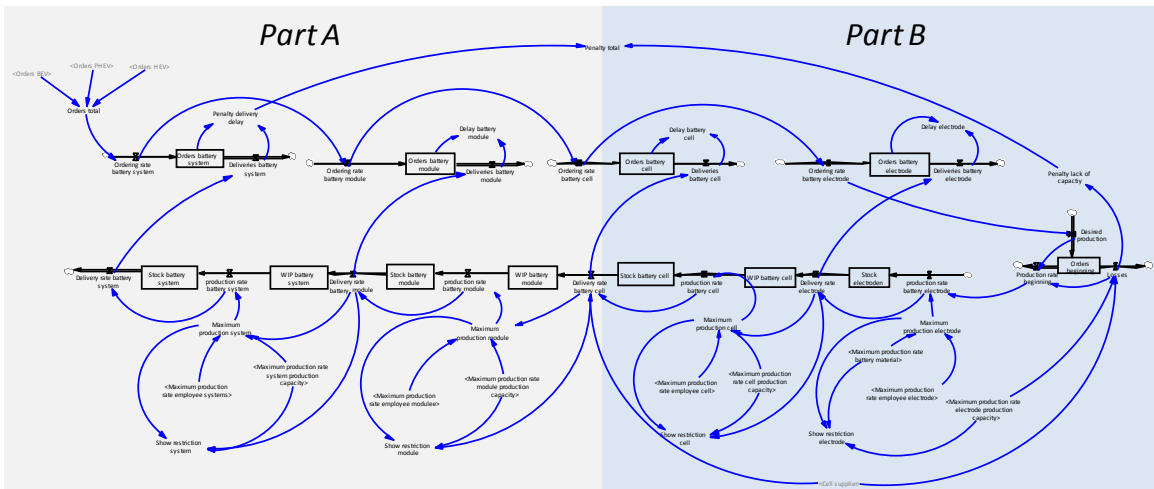 Part A
Part B
Penalty total
<Orders PHEV>
<Orders BEV>
<Orders HEV>
Orders total
Penalty delivery
delay
Delay battery
module
Delay battery
cell
Delay electrode
Orders battery
system
Orders battery
module
Orders battery
cell
Orders battery
electrode
Ordering rate
battery system
Deliveries battery
system
Ordering rate
battery module
Deliveries battery
module
Ordering rate
battery cell
Deliveries
battery cell
Ordering rate
battery electrode
Deliveries battery
electrode
Penalty lack of
capactiy
Desired
production
Orders
beginning
Delivery rate battery
system
Stock battery
system
production rate
battery system
WIP battery
system
Delivery rate
battery module
Stock battery
module
production rate
battery module
WIP battery
module
Delivery rate
battery cell
Stock battery cell
production rate
battery cell
WIP battery cell
Delivery rate
electrode
Stock
electroden
production rate
battery electrode
Production rate
beginning
Losses
Maximum
production system
Maximum
production module
Maximum
production cell
Maximum
production electrode
<Maximum production rate
system production
capacity>
<Maximum production
rate employee systems>
<Maximum production rate
module production
capacity>
<Maximum production
rate employee modulee>
<Maximum production
rate cell production
capacity>
<Maximum production
rate employee cell>
<Maximum production rate
battery material>
<Maximum production
rate employee electrode>
<Maximum production rate
electrode production
capacity>
Show restriction
system
Show restriction
module
Show restriction
cell
Show restriction
electrode
<Cell supplier>